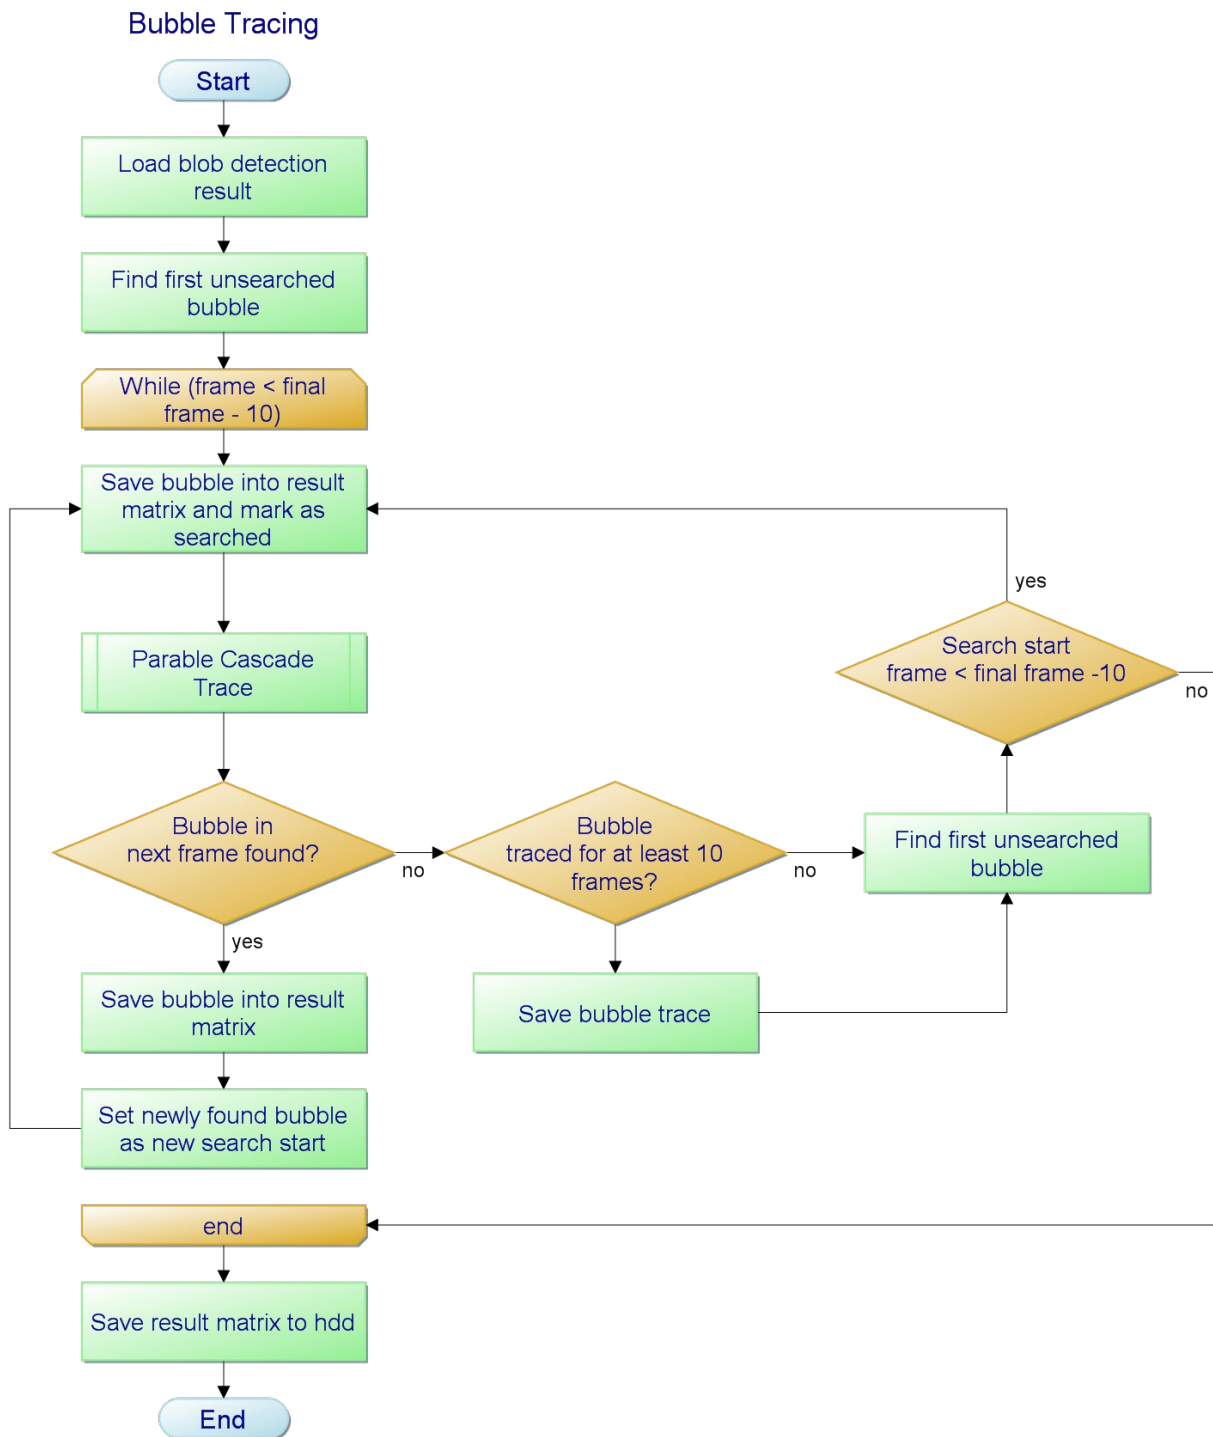 Bubble Tracing
Start
Load blob detection
result
Find first unsearched
bubble
While (frame < final
frame - 10)
Save bubble into result
matrix and mark as
searched
yes
Search start
frame < final frame -10
no
Parable Cascade
Trace
Bubble in
next frame found?
no
Bubble
traced for at least 10
frames?
no
Find first unsearched
bubble
yes
Save bubble into result
matrix
Save bubble trace
Set newly found bubble
as new search start
end
Save result matrix to hdd
End